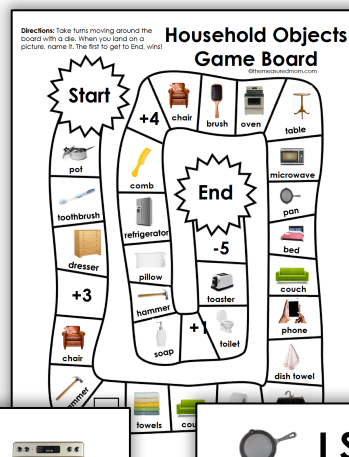 Directions: Take turns moving around the
board with a die. When you land on a
picture, name it. The first to get to End, wins!
Household Objects
Game Board
©themeasuredmom.com
Start
pot
toothbrush
dresser
+3
chair
towels
dish towel
phone
couch
bed
pan
microwave
table
oven
brush
chair
+4
comb
refrigerator
pillow
hammer
soap
toilet
toaster
-5
End